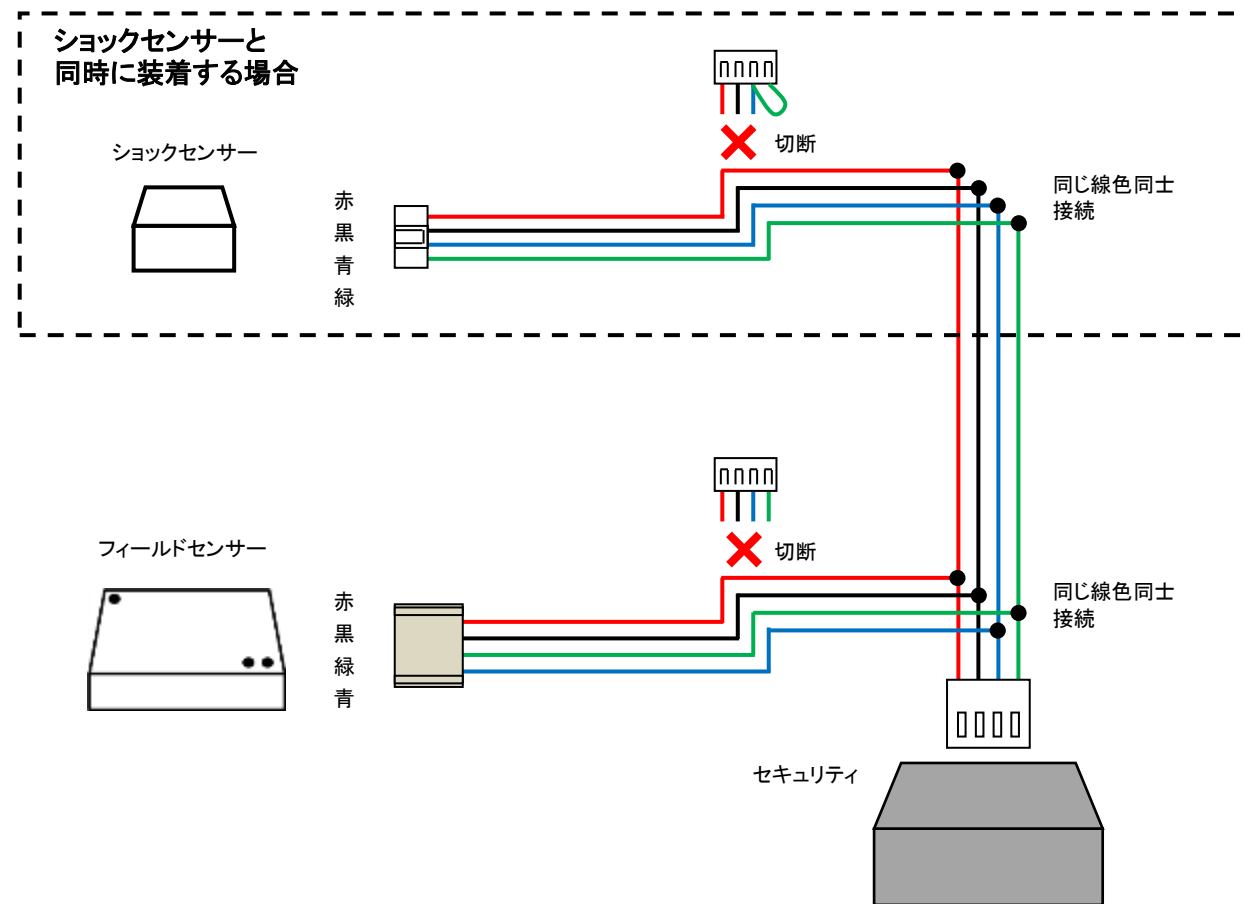 ショックセンサーと
同時に装着する場合
切断
ショックセンサー
同じ線色同士
接続
赤
黒
青
緑
切断
フィールドセンサー
同じ線色同士
接続
赤
黒
緑
青
セキュリティ